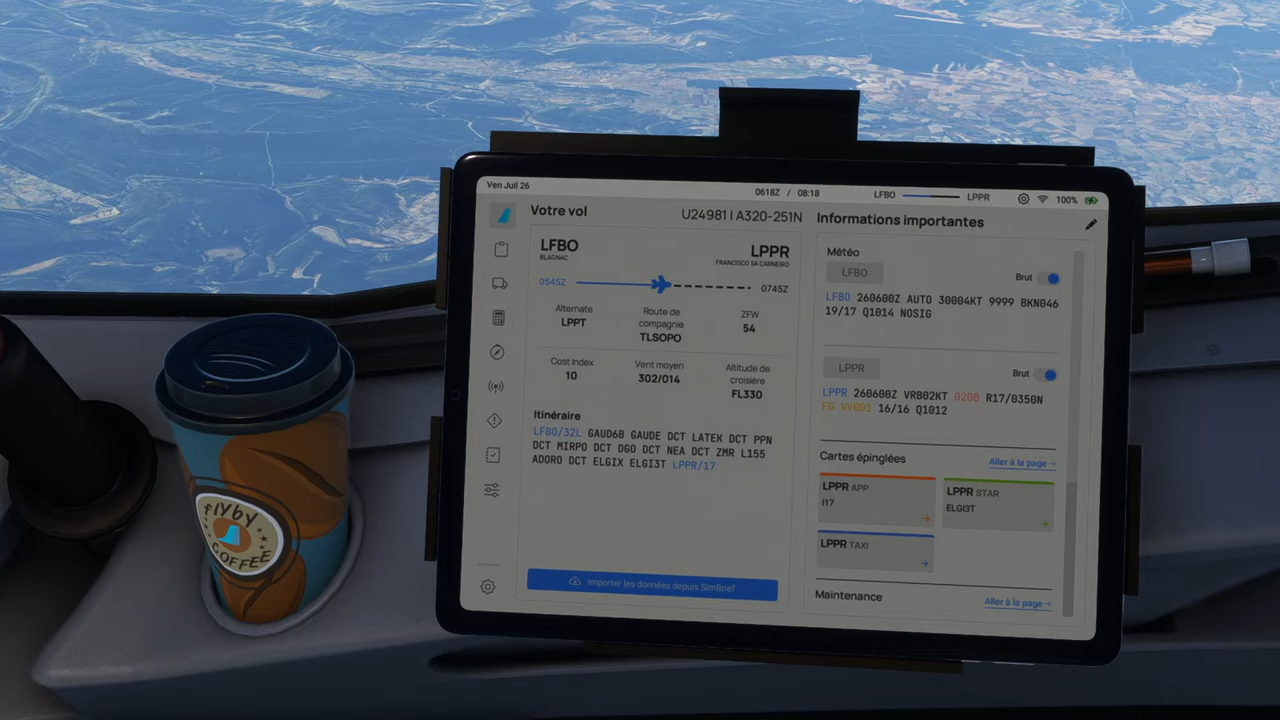 Ven Juil 26
0618Z / 08:18
LFBO
LPPR
100%
Votre vol
U24981 | A320-251N
LFBO
BLAGNAC
LPPR
FRANCISCO SA CARNEIRO
0545Z
0745Z
Alternate
LPPT
Route de
compagnie
TLSOPO
ZFW
54
Cost Index
10
Vent moyen
302/014
Altitude de
croisière
FL330
Itinéraire
LFBO/32L GAUD6B GAUDE DCT LATEK DCT PPN
DCT MIRPO DCT DGO DCT NEA DCT ZMR L155
ADORO DCT ELGIX ELGI3T LPPR/17
Importer les données depuis SimBrief
Informations importantes
Météo
LFBO
Brut
LFBO 260600Z AUTO 30004KT 9999 BKN046
19/17 Q1014 NOSIG
LPPR
Brut
LPPR 260600Z VRB02KT 0200 R17/0350N
FG VV001 16/16 Q1012
Cartes épinglées
Aller à la page→
LPPR APP
I17
→
LPPR STAR
ELGI3T
→
LPPR TAXI
→
Maintenance
Aller à la page→
FlYby
COFFEE